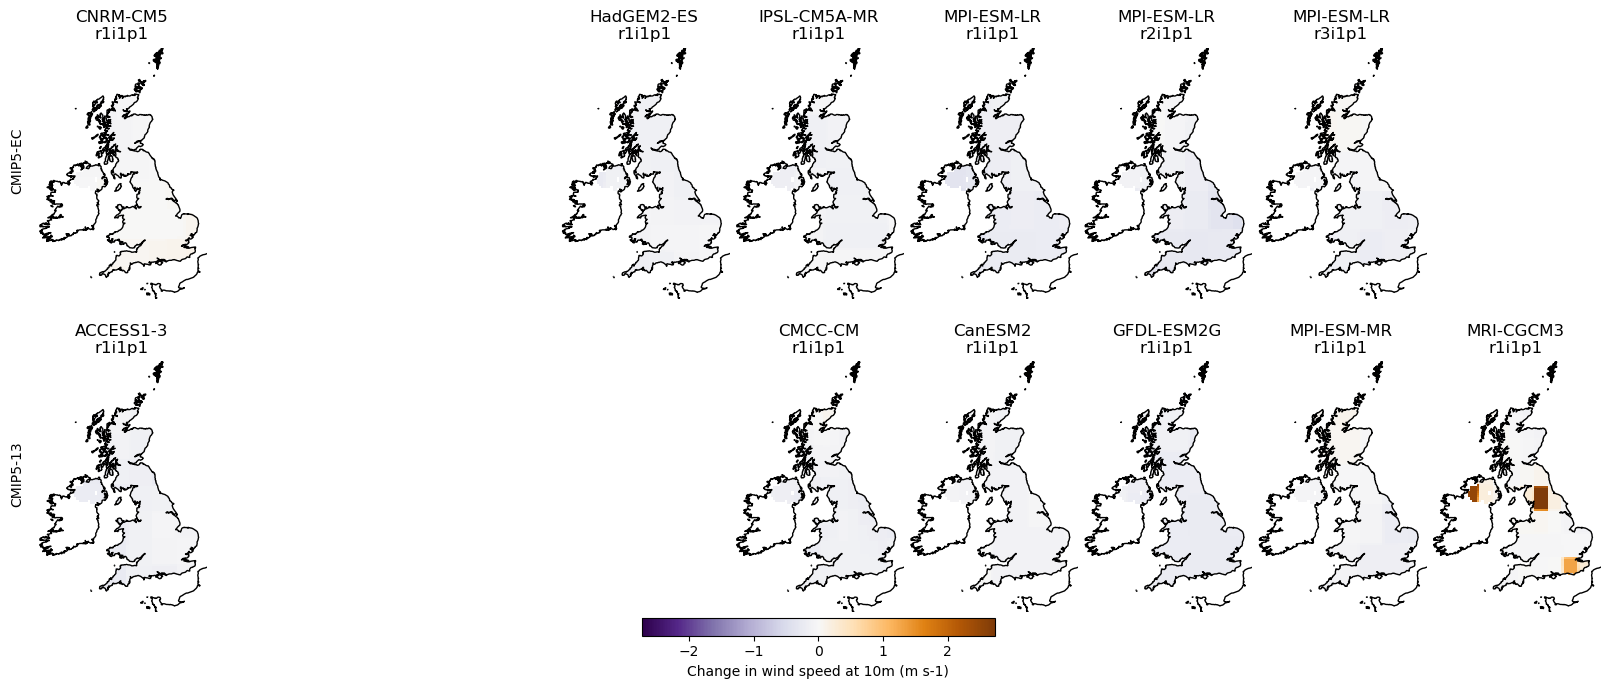 CNRM-CM5
r1i1p1
HadGEM2-ES
r1i1p1
IPSL-CM5A-MR
r1i1p1
MPI-ESM-LR
r1i1p1
MPI-ESM-LR
r2i1p1
MPI-ESM-LR
r3i1p1
CMIP5-EC
ACCESS1-3
r1i1p1
CMCC-CM
r1i1p1
CanESM2
r1i1p1
GFDL-ESM2G
r1i1p1
MPI-ESM-MR
r1i1p1
MRI-CGCM3
r1i1p1
CMIP5-13
−2 −1 0 1 2
Change in wind speed at 10m (m s-1)